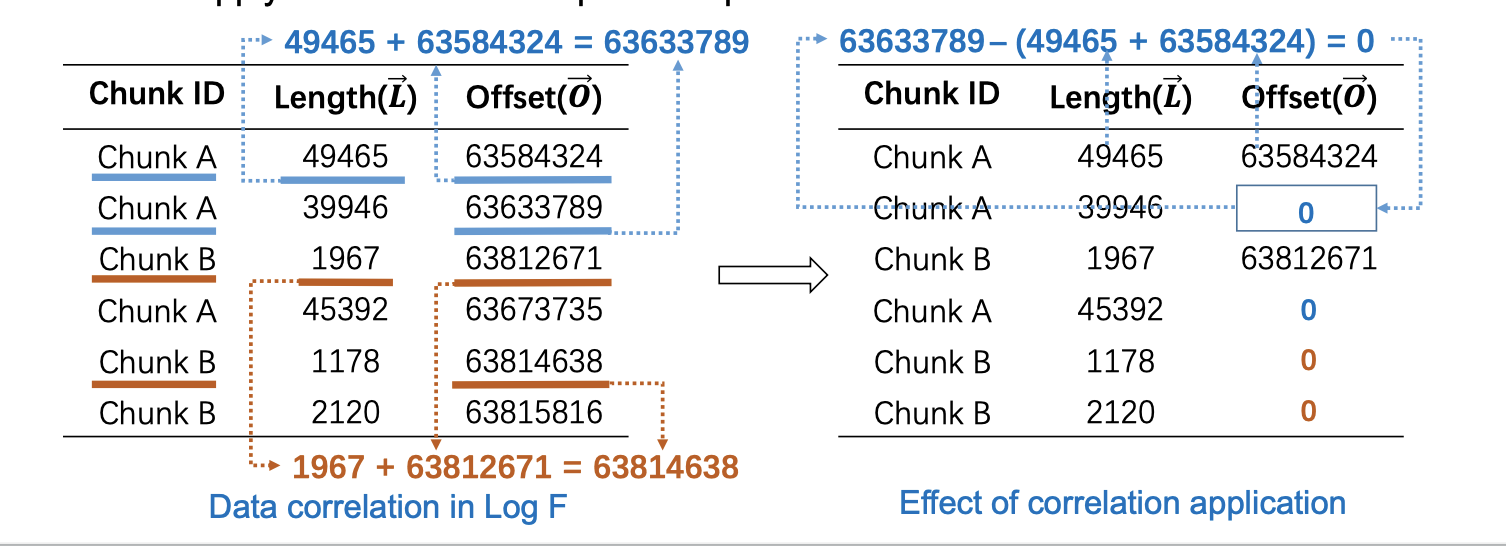 49465 + 63584324 = 63633789
Chunk ID Length(L⃗) Offset(O⃗)
Chunk A 49465 63584324
Chunk A 39946 63633789
Chunk B 1967 63812671
Chunk A 45392 63673735
Chunk B 1178 63814638
Chunk B 2120 63815816
1967 + 63812671 = 63814638
Data correlation in Log F
63633789 – (49465 + 63584324) = 0
Chunk ID Length(L⃗) Offset(O⃗)
Chunk A 49465 63584324
Chunk A 39946 0
Chunk B 1967 63812671
Chunk A 45392 0
Chunk B 1178 0
Chunk B 2120 0
Effect of correlation application